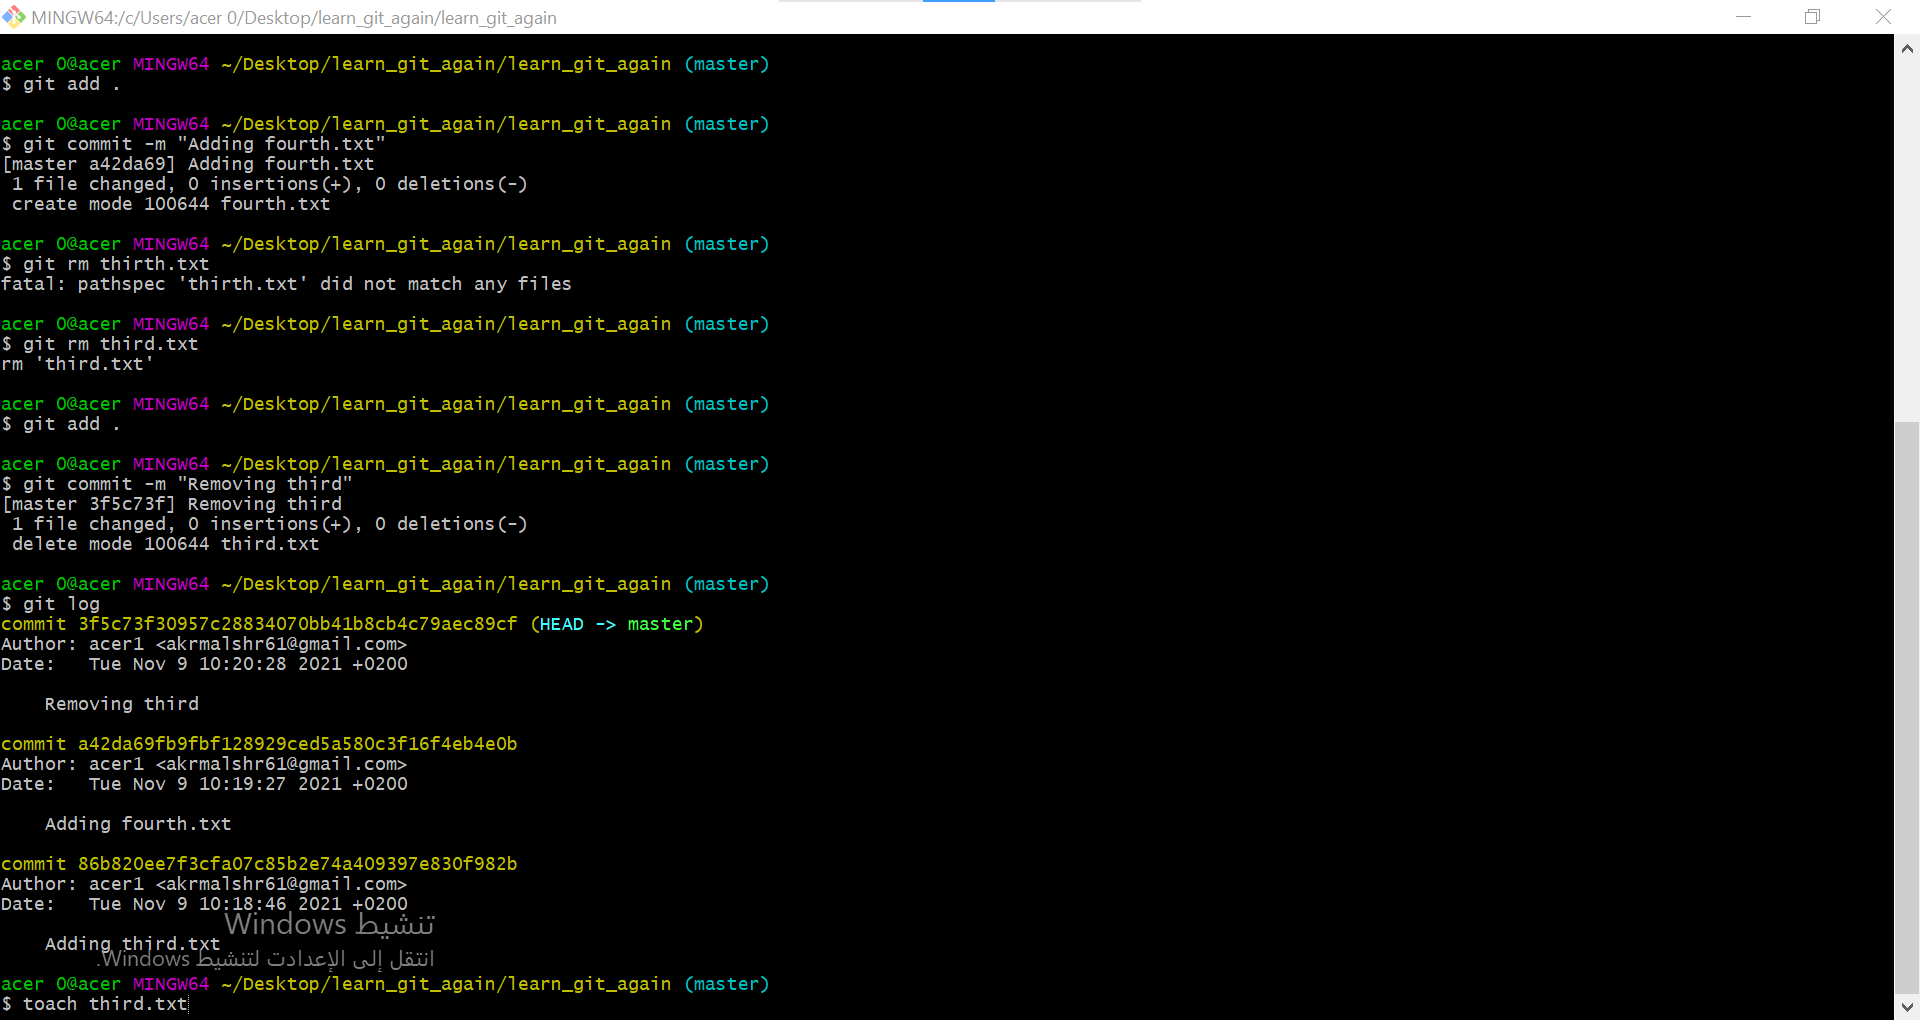 MINGW64:/c/Users/acer 0/Desktop/learn_git_again/learn_git_again
acer 0@acer MINGW64 ~/Desktop/learn_git_again/learn_git_again (master)
$ git add .
acer 0@acer MINGW64 ~/Desktop/learn_git_again/learn_git_again (master)
$ git commit -m "Adding fourth.txt"
[master a42da69] Adding fourth.txt
 1 file changed, 0 insertions(+), 0 deletions(-)
 create mode 100644 fourth.txt
acer 0@acer MINGW64 ~/Desktop/learn_git_again/learn_git_again (master)
$ git rm thirth.txt
fatal: pathspec 'thirth.txt' did not match any files
acer 0@acer MINGW64 ~/Desktop/learn_git_again/learn_git_again (master)
$ git rm third.txt
rm 'third.txt'
acer 0@acer MINGW64 ~/Desktop/learn_git_again/learn_git_again (master)
$ git add .
acer 0@acer MINGW64 ~/Desktop/learn_git_again/learn_git_again (master)
$ git commit -m "Removing third"
[master 3f5c73f] Removing third
 1 file changed, 0 insertions(+), 0 deletions(-)
 delete mode 100644 third.txt
acer 0@acer MINGW64 ~/Desktop/learn_git_again/learn_git_again (master)
$ git log
commit 3f5c73f30957c28834070bb41b8cb4c79aec89cf (HEAD -> master)
Author: acer1 <akrmalshr61@gmail.com>
Date:   Tue Nov 9 10:20:28 2021 +0200
    Removing third
commit a42da69fb9fbf128929ced5a580c3f16f4eb4e0b
Author: acer1 <akrmalshr61@gmail.com>
Date:   Tue Nov 9 10:19:27 2021 +0200
    Adding fourth.txt
commit 86b820ee7f3cfa07c85b2e74a409397e830f982b
Author: acer1 <akrmalshr61@gmail.com>
Date:   Tue Nov 9 10:18:46 2021 +0200
تنشيط Windows
    Adding third.txt
انتقل إلى الإعدادت لتنشيط Windows.
acer 0@acer MINGW64 ~/Desktop/learn_git_again/learn_git_again (master)
$ toach third.txt